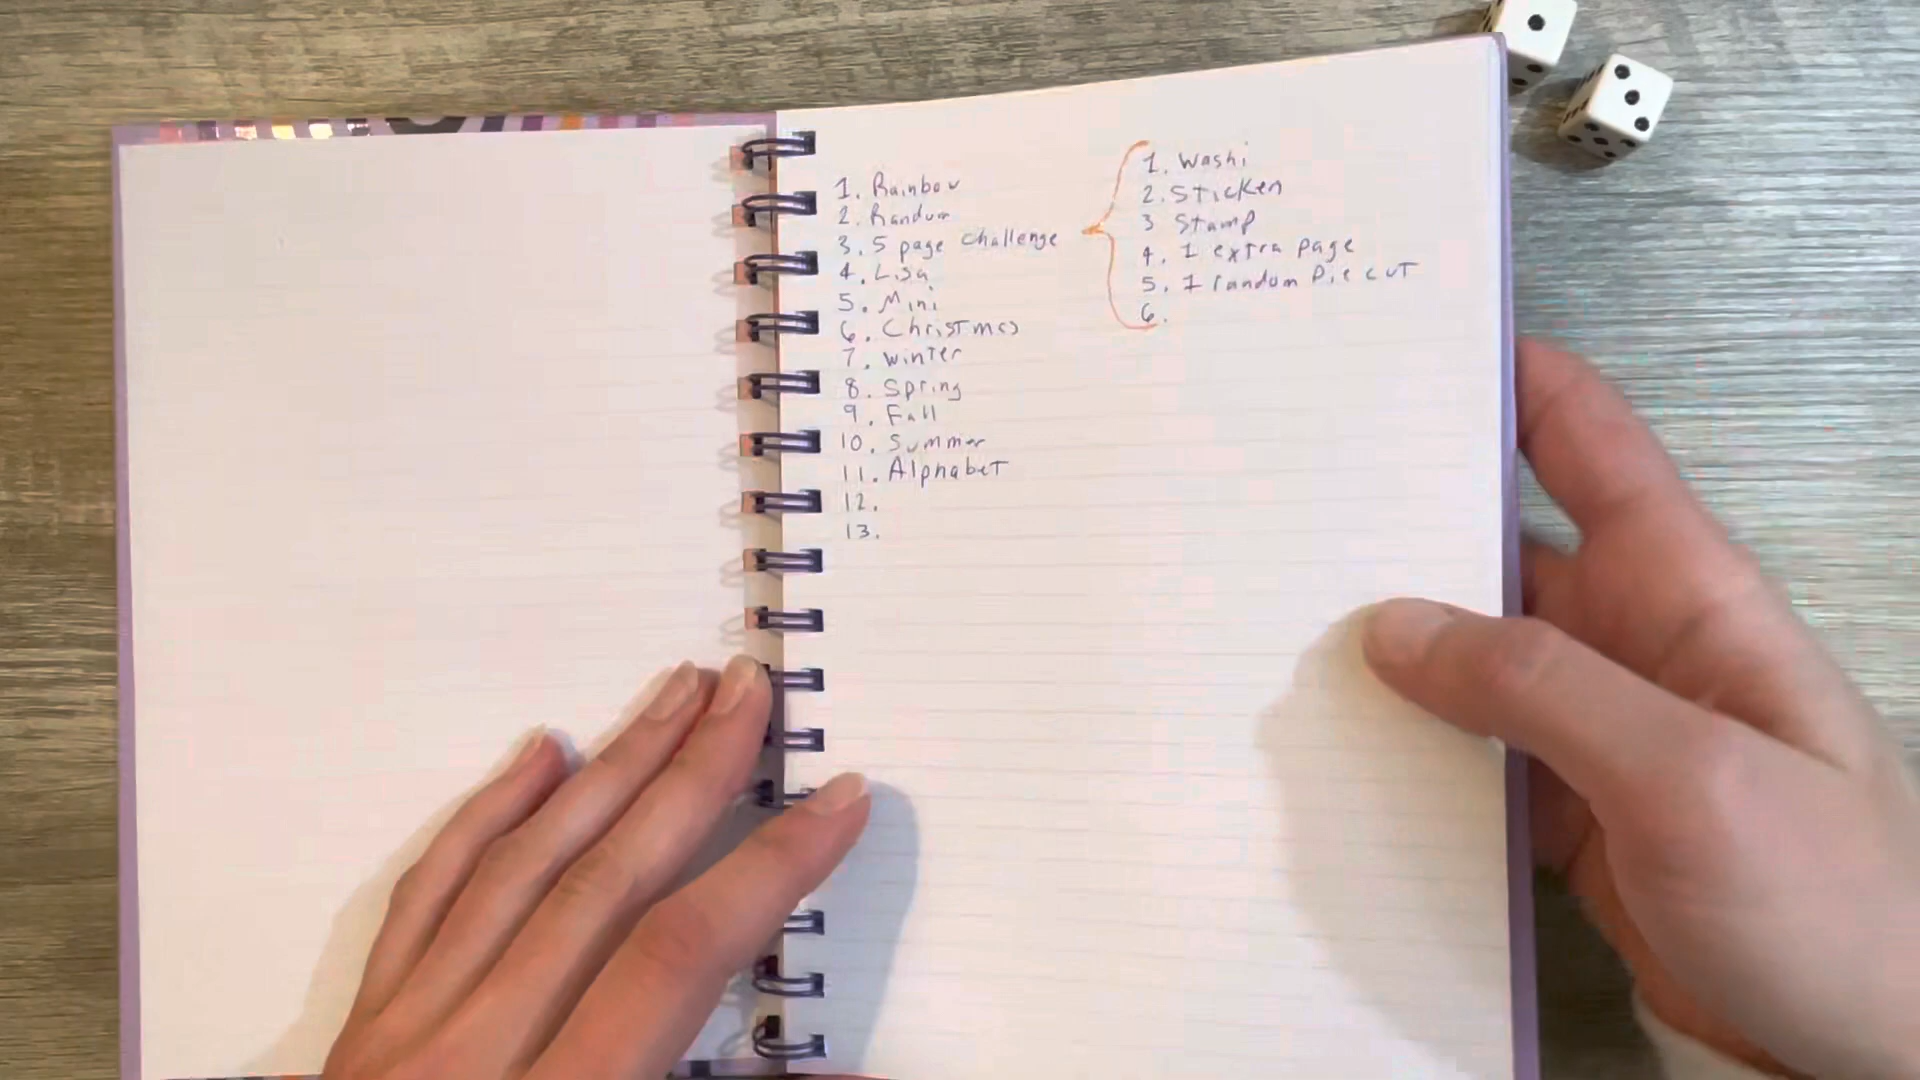 1. Rainbow
2. Random
3. 5 page challenge
4. Lisa
5. Mini
6. Christmas
7. Winter
8. Spring
9. Fall
10. Summer
11. Alphabet
12.
13.
1. Washi
2. Sticker
3 Stamp
4. 1 extra page
5. 1 random Die cut
6.